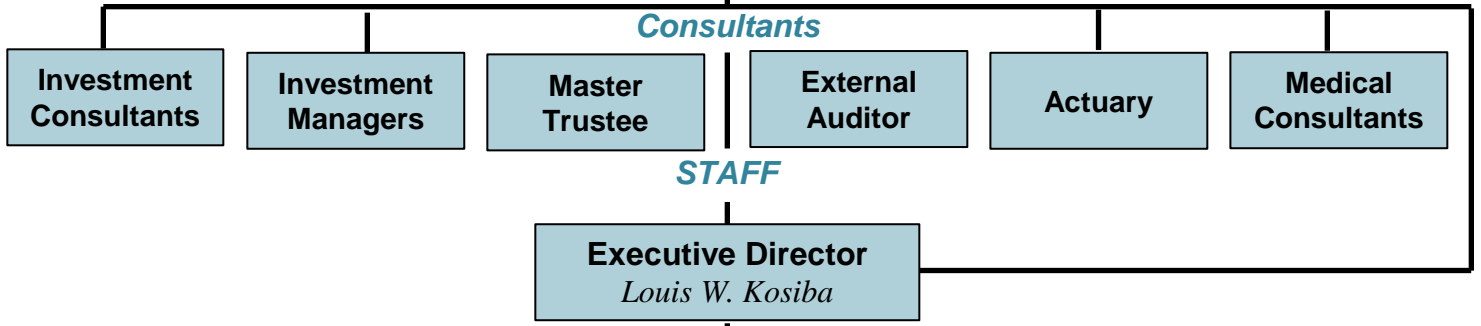 Consultants
Investment
Consultants
Investment
Managers
Master
Trustee
External
Auditor
Actuary
Medical
Consultants
STAFF
Executive Director
Louis W. Kosiba